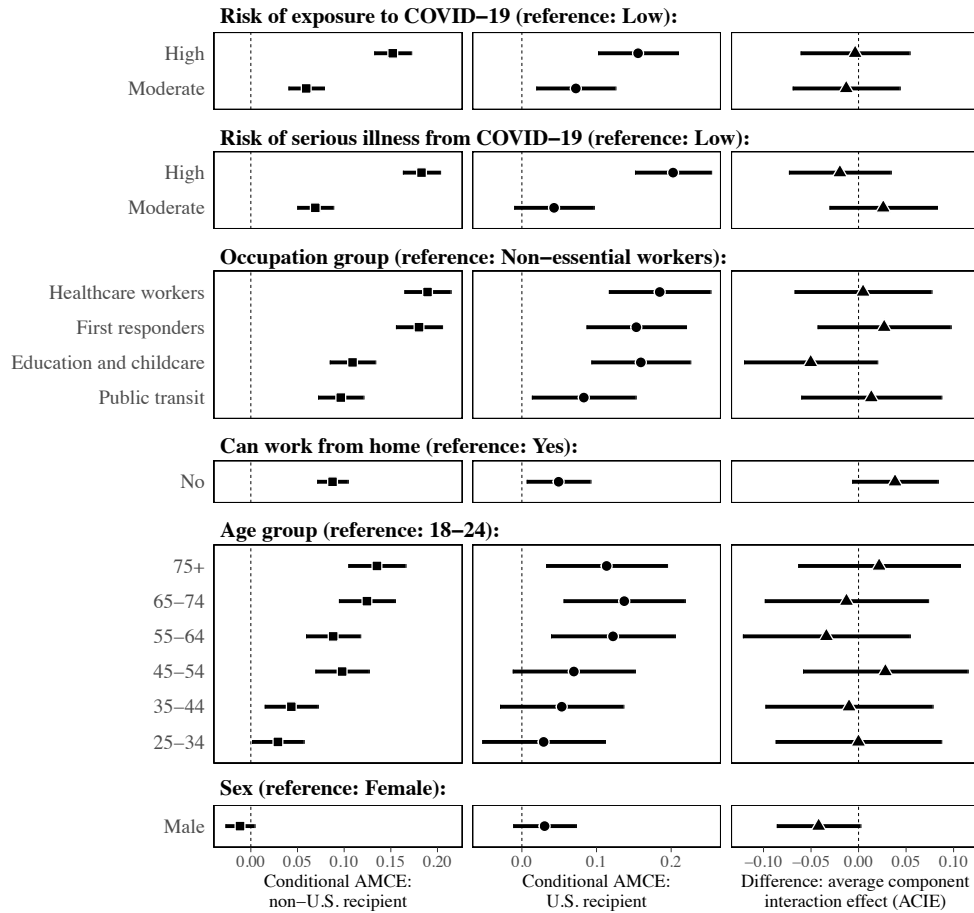 Risk of exposure to COVID−19 (reference: Low):
High
Moderate
Risk of serious illness from COVID−19 (reference: Low):
High
Moderate
Occupation group (reference: Non−essential workers):
Healthcare workers
First responders
Education and childcare
Public transit
Can work from home (reference: Yes):
No
Age group (reference: 18−24):
75+
65−74
55−64
45−54
35−44
25−34
Sex (reference: Female):
Male
0.00 0.05 0.10 0.15 0.20 0.0 0.1 0.2 −0.10 −0.05 0.00 0.05 0.10
Conditional AMCE:
non−U.S. recipient
Conditional AMCE:
U.S. recipient
Difference: average component
interaction effect (ACIE)